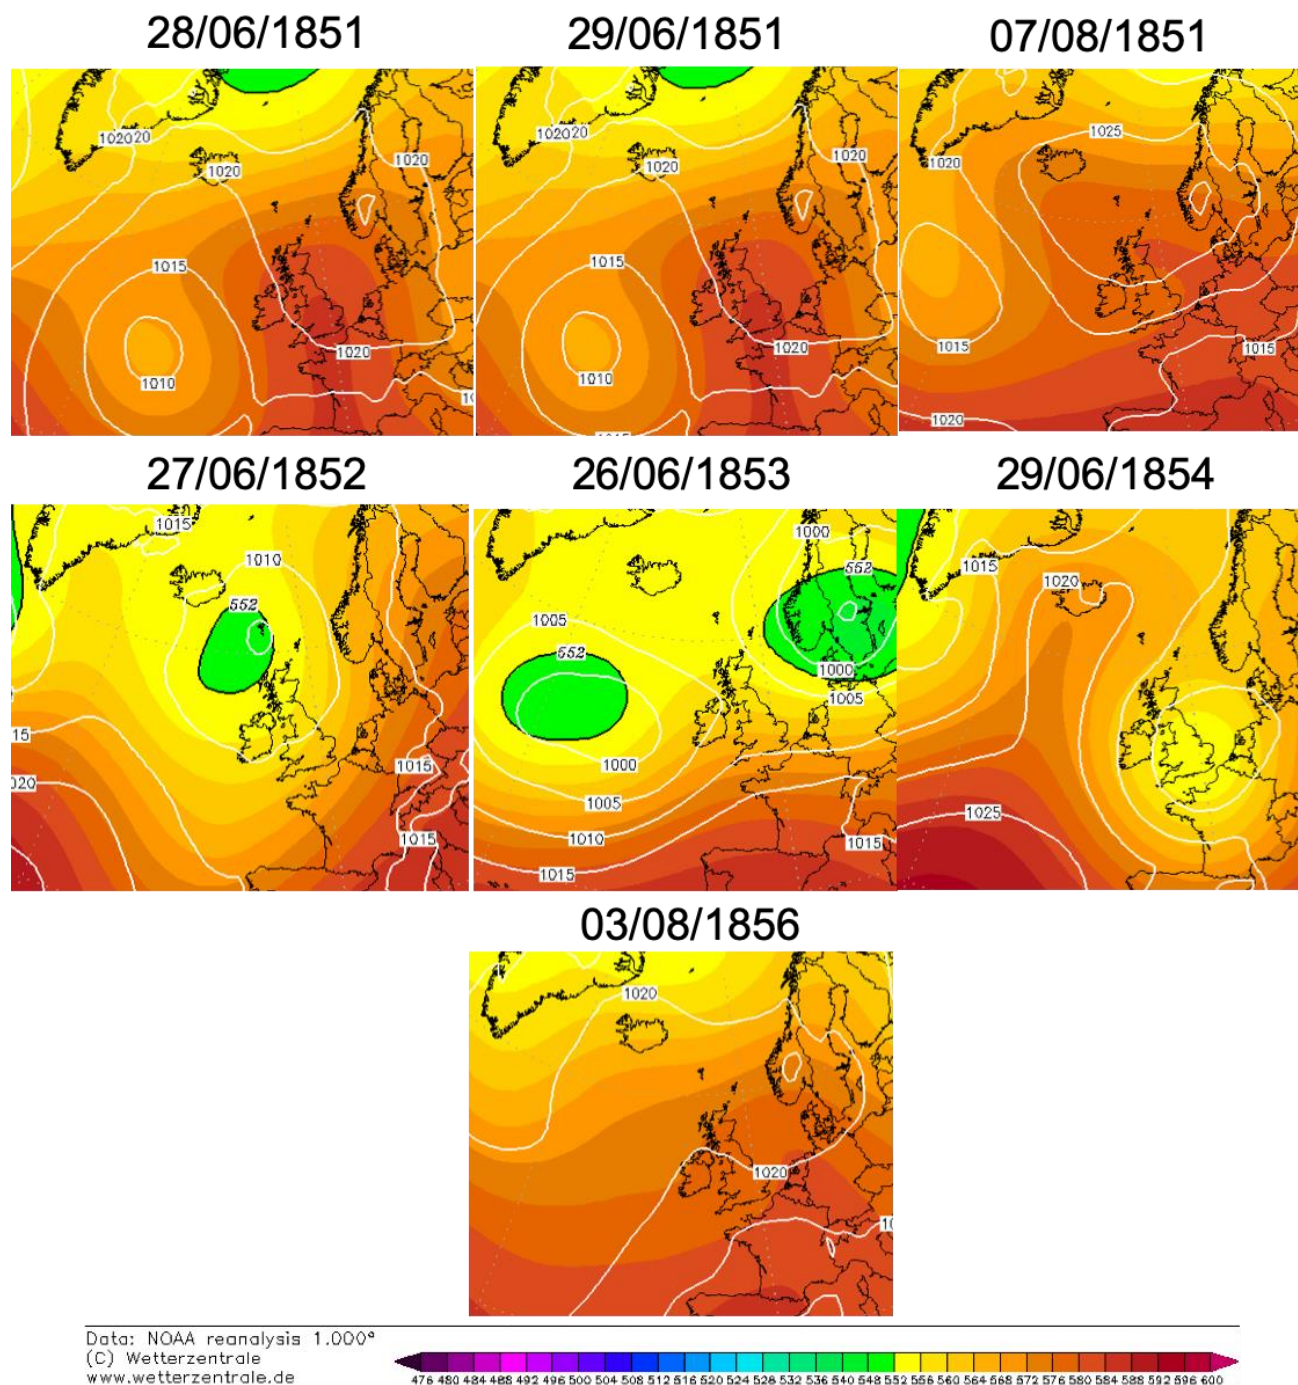 28/06/1851 29/06/1851 07/08/1851
102020 1020 1020 1015 1010 1020
102020 1020 1020 1015 1010 1020 1015
1025 1020 1015 1015 1020
27/06/1852 26/06/1853 29/06/1854
1015 1010 552 15 020 1015 1015
1000 552 1005 552 1000 1005 1000 1005 1010 1015 1015
1015 1020 1025
03/08/1856
1020
1020
10
Data: NOAA reanalysis 1.000°
(C) Wetterzentrale
www.wetterzentrale.de
476 480 484 488 492 496 500 504 508 512 516 520 524 528 532 536 540 544 548 552 556 560 564 568 572 576 580 584 588 592 596 600